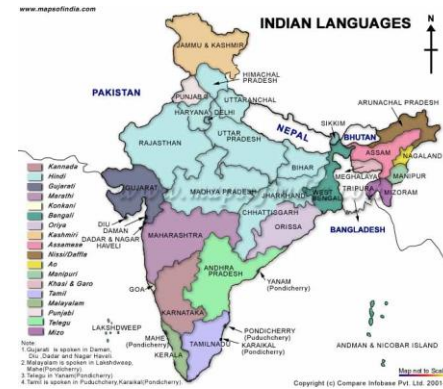 www.mapsofindia.com
INDIAN LANGUAGES
N
JAMMU & KASHMIR
HIMACHAL
PRADESH
PAKISTAN
PUNJAB
UTTARANCHAL
ARUNACHAL PRADESH
HARYANA
DELHI
SIKKIM
NEPAL
BHUTAN
RAJASTHAN
UTTAR
PRADESH
ASSAM
NAGALAND
BIHAR
MEGHALAYA
MANIPUR
Kannada
Hindi
Gujarati
Marathi
Konkani
Bengali
Oriya
Kashmiri
Assamese
Nissi/Daffla
Ao
Manipuri
Khasi & Garo
Tamil
Malayalam
Punjabi
Telegu
Mizo
GUJARAT
MADHYA PRADESH
JHARKHAND
WEST
BENGAL
TRIPURA
MIZORAM
CHHATTISGARH
BANGLADESH
DIU
DAMAN
DADAR & NAGAR
HAVELI
MAHARASHTRA
ORISSA
ANDHRA
PRADESH
YANAM
(Pondicherry)
GOA
KARNATAKA
LAKSHDWEEP
MAHE
(Pondicherry)
PONDICHERRY
(Pondicherry)
KARAIKAL
(Pondicherry)
TAMILNADU
KERALA
ANDMAN & NICOBAR ISLAND
Note
1.Gujarati is spoken in Daman,
Diu ,Dadar and Nagar Haveli.
2.Malayalam is spoken in Lakshdweep,
Mahe(Pondicherry)
3.Telegu in Yanam(Pondicherry)
4.Tamil is spoken in Puduchchery,Karaikal(Pondicherry)
Map not to Scale
Copyright (c) Compare Infobase Pvt. Ltd. 2001